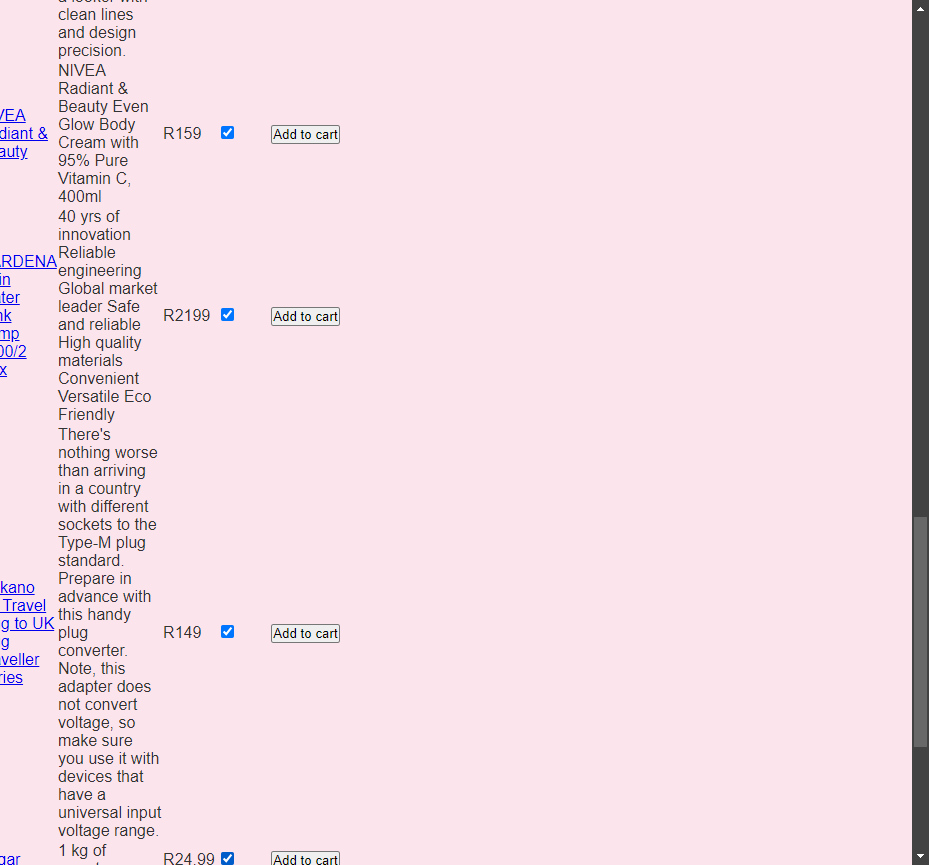 a looker with
clean lines
and design
precision.
VEA
diant &
auty
NIVEA
Radiant &
Beauty Even
Glow Body
Cream with
95% Pure
Vitamin C,
400ml
R159
Add to cart
ARDENA
in
ter
nk
mp
00/2
x
40 yrs of
innovation
Reliable
engineering
Global market
leader Safe
and reliable
High quality
materials
Convenient
Versatile Eco
Friendly
R2199
Add to cart
kano
Travel
g to UK
g
veller
ries
There's
nothing worse
than arriving
in a country
with different
sockets to the
Type-M plug
standard.
Prepare in
advance with
this handy
plug
converter.
Note, this
adapter does
not convert
voltage, so
make sure
you use it with
devices that
have a
universal input
voltage range.
R149
Add to cart
gar
1 kg of
R24.99
Add to cart